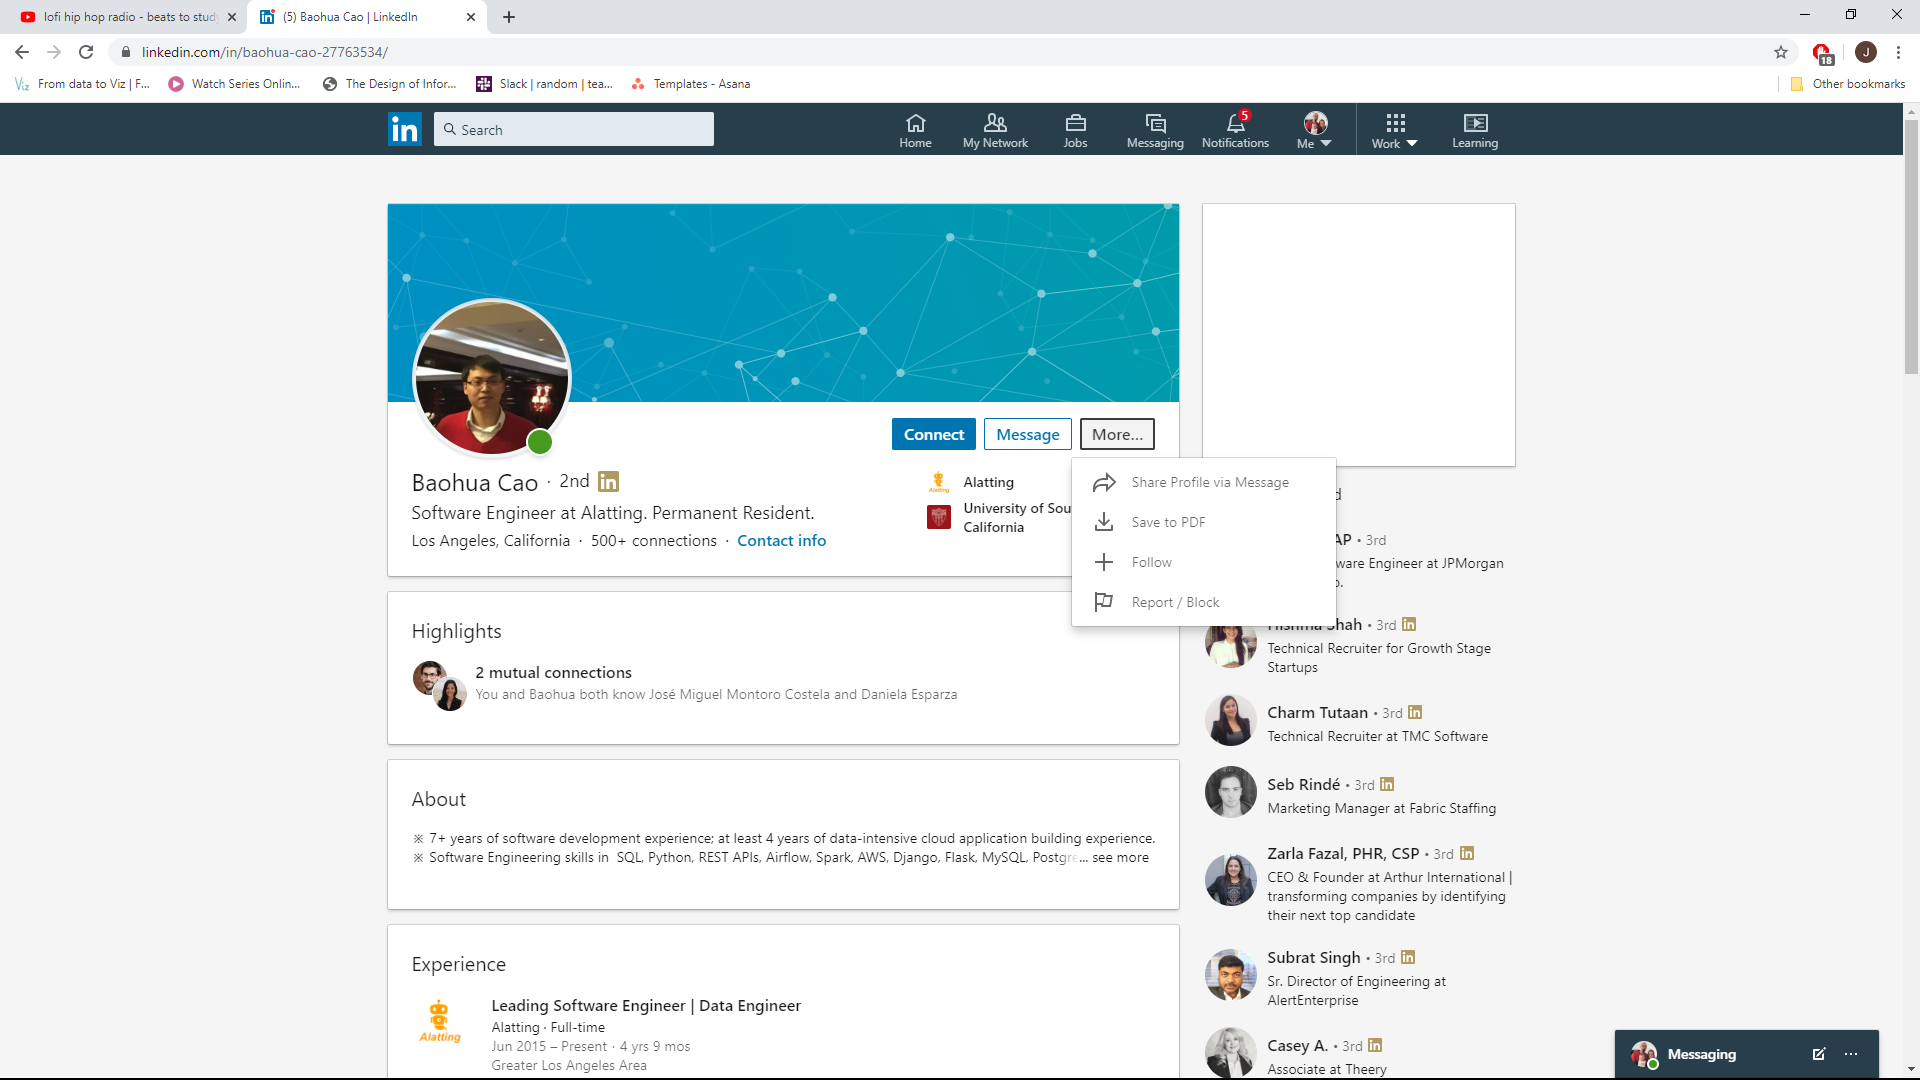 lofi hip hop radio - beats to stud
(5) Baohua Cao | LinkedIn
linkedin.com/in/baohua-cao-27763534/
18
J
Viz From data to Viz | F...
Watch Series Online...
The Design of Infor...
Slack | random | tea...
Templates - Asana
Other bookmarks
in
Search
Home
My Network
Jobs
Messaging
5
Notifications
Me
Work
Learning
Connect
Message
More...
Baohua Cao · 2nd in
Software Engineer at Alatting. Permanent Resident.
Los Angeles, California · 500+ connections · Contact info
Alatting
Alatting
University of Sou
California
Share Profile via Message
Save to PDF
Follow
Report / Block
Highlights
2 mutual connections
You and Baohua both know José Miguel Montoro Costela and Daniela Esparza
About
※ 7+ years of software development experience; at least 4 years of data-intensive cloud application building experience.
※ Software Engineering skills in SQL, Python, REST APIs, Airflow, Spark, AWS, Django, Flask, MySQL, Postgre... see more
Experience
Alatting
Leading Software Engineer | Data Engineer
Alatting · Full-time
Jun 2015 – Present · 4 yrs 9 mos
Greater Los Angeles Area
d
AP • 3rd
ware Engineer at JPMorgan
o.
Shah • 3rd in
Technical Recruiter for Growth Stage
Startups
Charm Tutaan • 3rd in
Technical Recruiter at TMC Software
Seb Rindé • 3rd in
Marketing Manager at Fabric Staffing
Zarla Fazal, PHR, CSP • 3rd in
CEO & Founder at Arthur International |
transforming companies by identifying
their next top candidate
Subrat Singh • 3rd in
Sr. Director of Engineering at
AlertEnterprise
Casey A. • 3rd in
Associate at Theery
Messaging